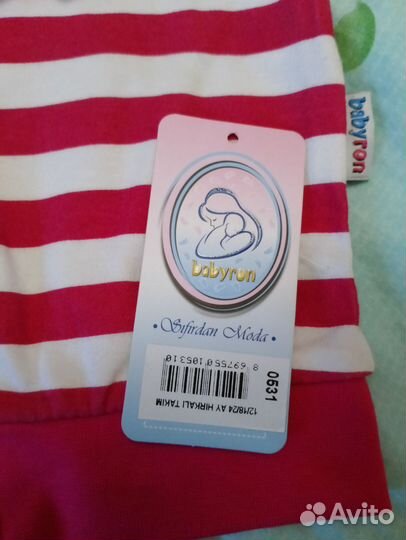 babyron
babyron
• Sıfırdan Moda •
0531
8 697550 105310
12/18/24 AY HIRKALI TAKIM
Avito